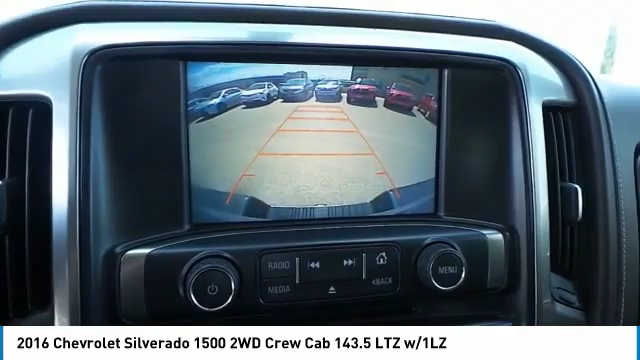 RADIO
MEDIA
BACK
MENU
2016 Chevrolet Silverado 1500 2WD Crew Cab 143.5 LTZ w/1LZ